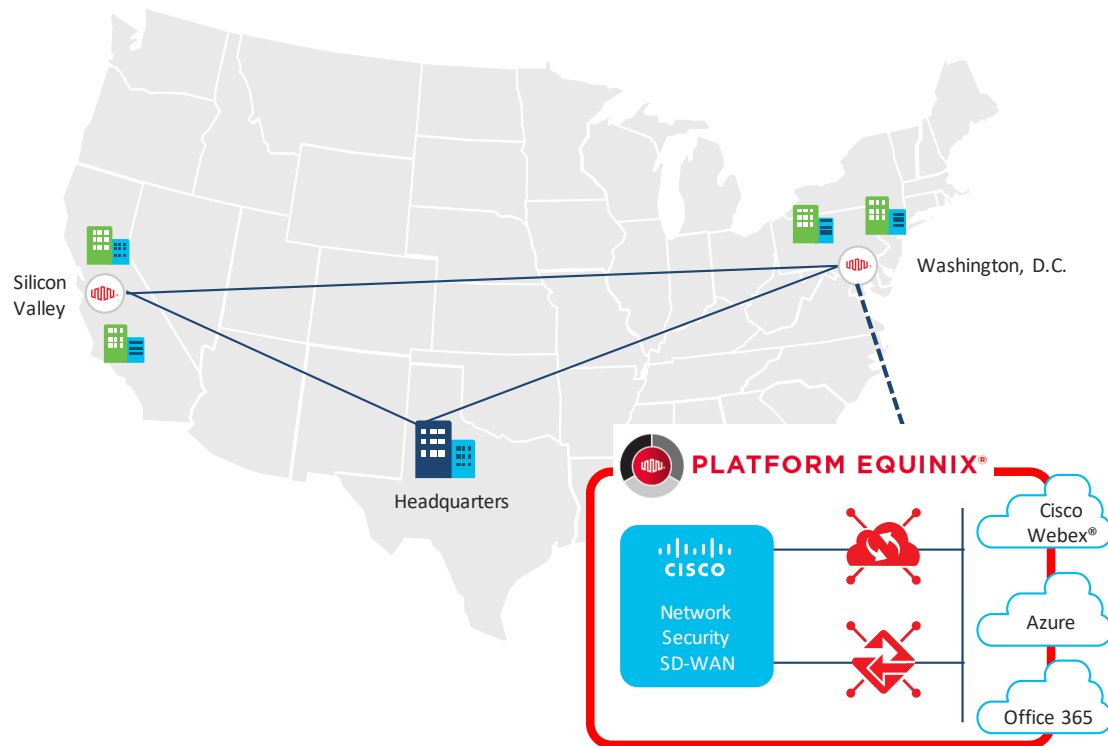 Silicon
Valley
Washington, D.C.
Headquarters
PLATFORM EQUINIX®
CISCO
Network
Security
SD-WAN
Cisco
Webex®
Azure
Office 365